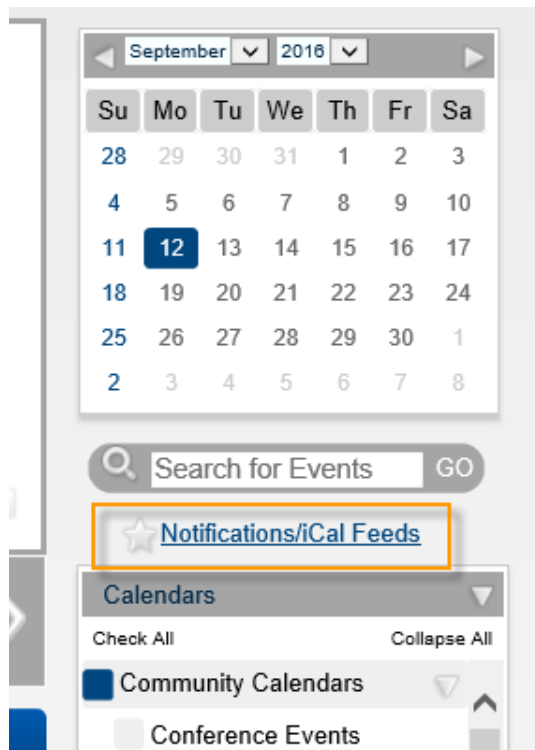 September 2016
Su Mo Tu We Th Fr Sa
28 29 30 31 1 2 3
4 5 6 7 8 9 10
11 12 13 14 15 16 17
18 19 20 21 22 23 24
25 26 27 28 29 30 1
2 3 4 5 6 7 8
Search for Events GO
Notifications/iCal Feeds
Calendars
Check All Collapse All
Community Calendars
Conference Events